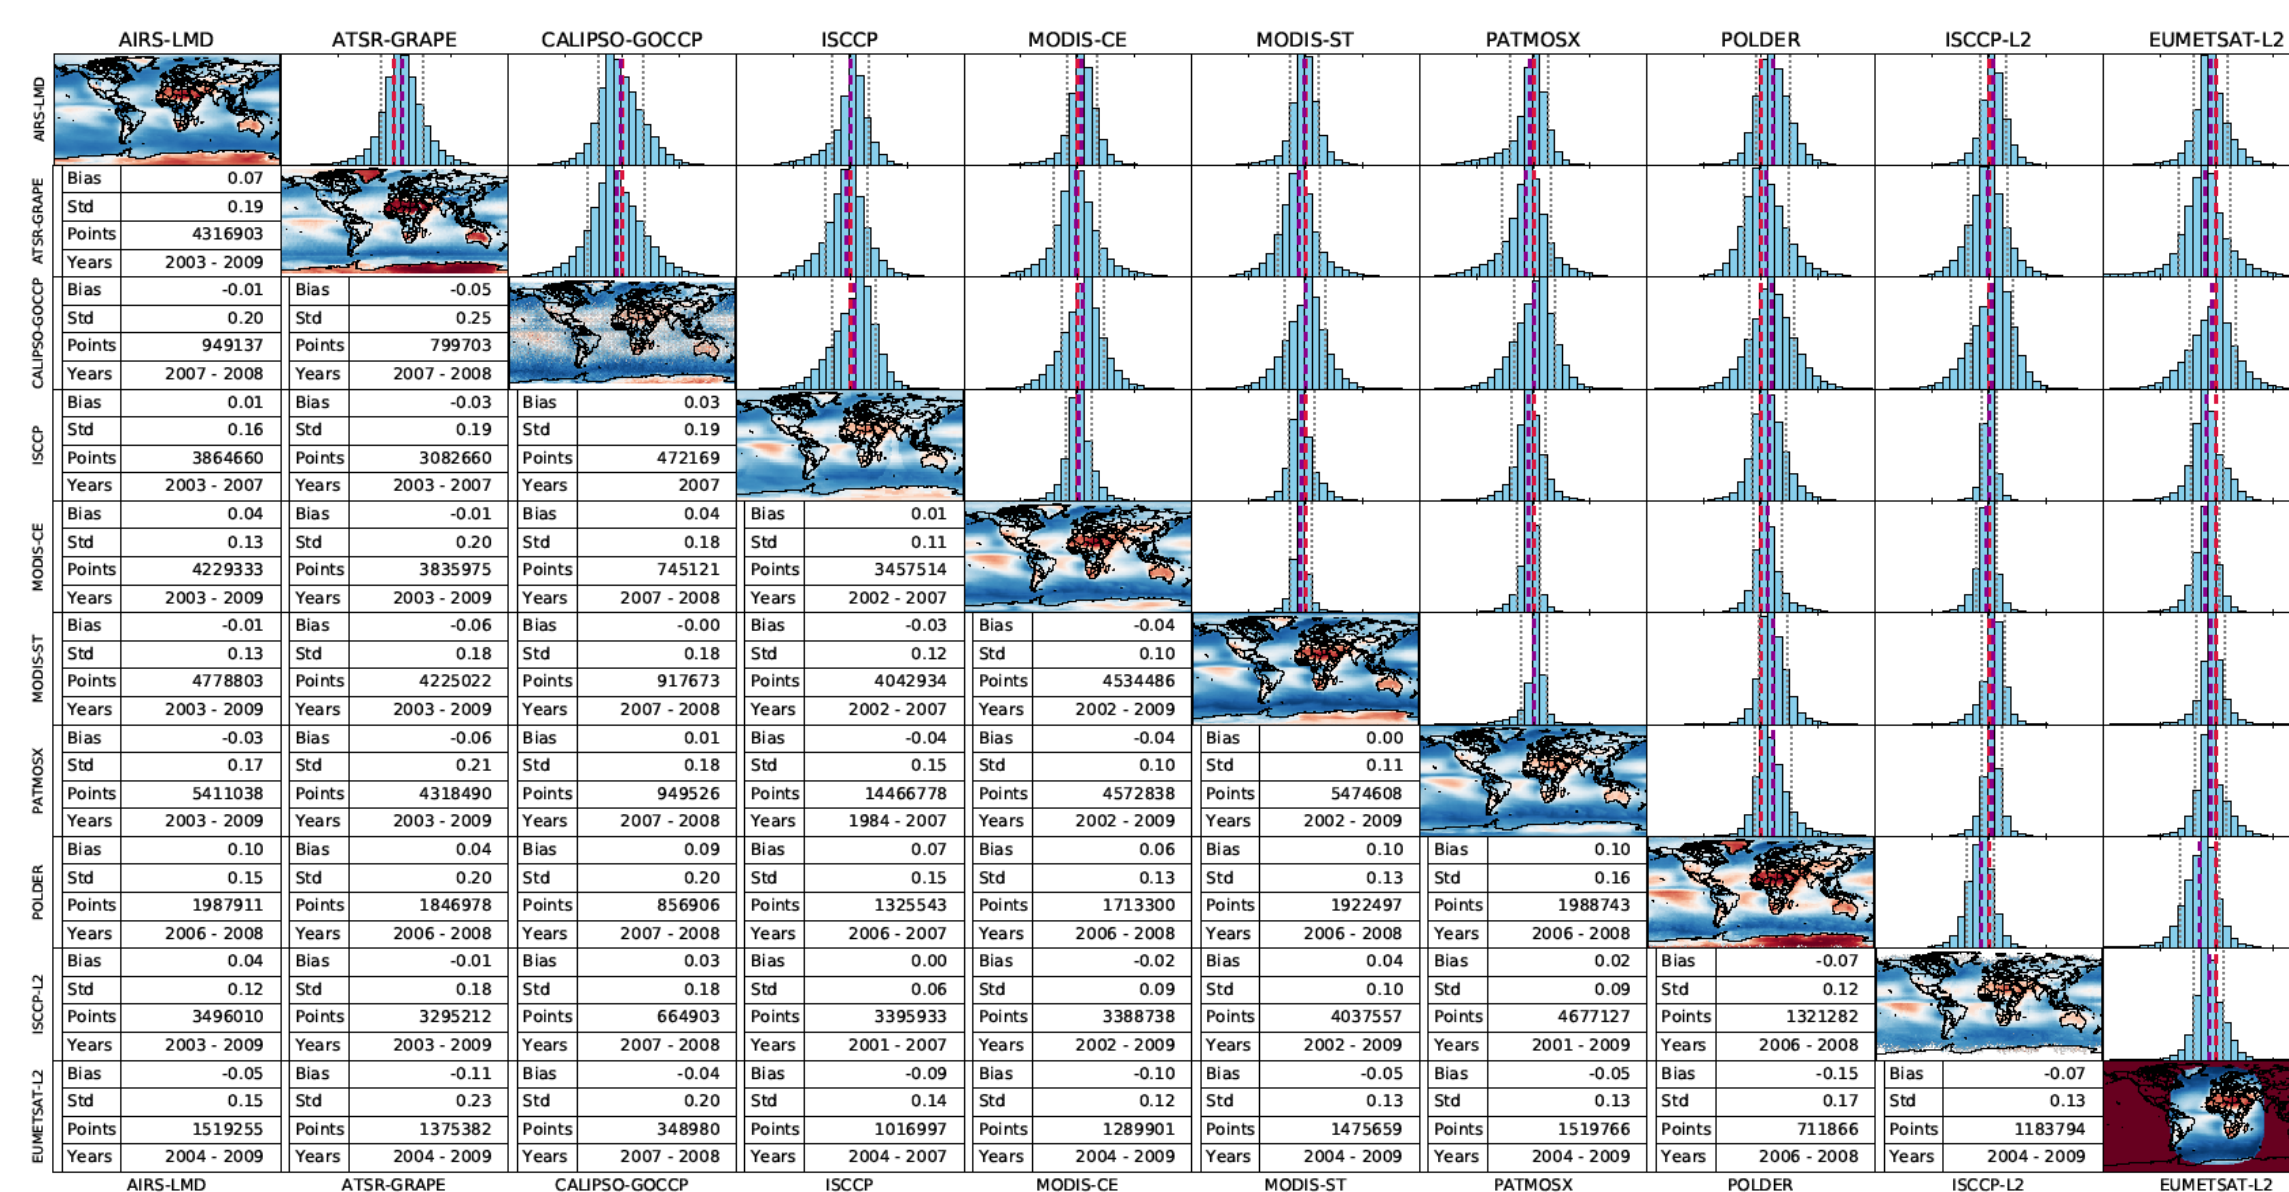 AIRS-LMD ATSR-GRAPE CALIPSO-GOCCP ISCCP MODIS-CE MODIS-ST PATMOSX POLDER ISCCP-L2 EUMETSAT-L2
AIRS-LMD
ATSR-GRAPE
Bias 0.07
Std 0.19
Points 4316903
Years 2003 - 2009
CALIPSO-GOCCP
Bias -0.01 Bias -0.05
Std 0.20 Std 0.25
Points 949137 Points 799703
Years 2007 - 2008 Years 2007 - 2008
ISCCP
Bias 0.01 Bias -0.03 Bias 0.03
Std 0.16 Std 0.19 Std 0.19
Points 3864660 Points 3082660 Points 472169
Years 2003 - 2007 Years 2003 - 2007 Years 2007
MODIS-CE
Bias 0.04 Bias -0.01 Bias 0.04 Bias 0.01
Std 0.13 Std 0.20 Std 0.18 Std 0.11
Points 4229333 Points 3835975 Points 745121 Points 3457514
Years 2003 - 2009 Years 2003 - 2009 Years 2007 - 2008 Years 2002 - 2007
MODIS-ST
Bias -0.01 Bias -0.06 Bias -0.00 Bias -0.03 Bias -0.04
Std 0.13 Std 0.18 Std 0.18 Std 0.12 Std 0.10
Points 4778803 Points 4225022 Points 917673 Points 4042934 Points 4534486
Years 2003 - 2009 Years 2003 - 2009 Years 2007 - 2008 Years 2002 - 2007 Years 2002 - 2009
PATMOSX
Bias -0.03 Bias -0.06 Bias 0.01 Bias -0.04 Bias -0.04 Bias 0.00
Std 0.17 Std 0.21 Std 0.18 Std 0.15 Std 0.10 Std 0.11
Points 5411038 Points 4318490 Points 949526 Points 14466778 Points 4572838 Points 5474608
Years 2003 - 2009 Years 2003 - 2009 Years 2007 - 2008 Years 1984 - 2007 Years 2002 - 2009 Years 2002 - 2009
POLDER
Bias 0.10 Bias 0.04 Bias 0.09 Bias 0.07 Bias 0.06 Bias 0.10 Bias 0.10
Std 0.15 Std 0.20 Std 0.20 Std 0.15 Std 0.13 Std 0.13 Std 0.16
Points 1987911 Points 1846978 Points 856906 Points 1325543 Points 1713300 Points 1922497 Points 1988743
Years 2006 - 2008 Years 2006 - 2008 Years 2007 - 2008 Years 2006 - 2007 Years 2006 - 2008 Years 2006 - 2008 Years 2006 - 2008
ISCCP-L2
Bias 0.04 Bias -0.01 Bias 0.03 Bias 0.00 Bias -0.02 Bias 0.04 Bias 0.02 Bias -0.07
Std 0.12 Std 0.18 Std 0.18 Std 0.06 Std 0.09 Std 0.10 Std 0.09 Std 0.12
Points 3496010 Points 3295212 Points 664903 Points 3395933 Points 3388738 Points 4037557 Points 4677127 Points 1321282
Years 2003 - 2009 Years 2003 - 2009 Years 2007 - 2008 Years 2001 - 2007 Years 2002 - 2009 Years 2002 - 2009 Years 2001 - 2009 Years 2006 - 2008
EUMETSAT-L2
Bias -0.05 Bias -0.11 Bias -0.04 Bias -0.09 Bias -0.10 Bias -0.05 Bias -0.05 Bias -0.15 Bias -0.07
Std 0.15 Std 0.23 Std 0.20 Std 0.14 Std 0.12 Std 0.13 Std 0.13 Std 0.17 Std 0.13
Points 1519255 Points 1375382 Points 348980 Points 1016997 Points 1289901 Points 1475659 Points 1519766 Points 711866 Points 1183794
Years 2004 - 2009 Years 2004 - 2009 Years 2007 - 2008 Years 2004 - 2007 Years 2004 - 2009 Years 2004 - 2009 Years 2004 - 2009 Years 2006 - 2008 Years 2004 - 2009
AIRS-LMD ATSR-GRAPE CALIPSO-GOCCP ISCCP MODIS-CE MODIS-ST PATMOSX POLDER ISCCP-L2 EUMETSAT-L2